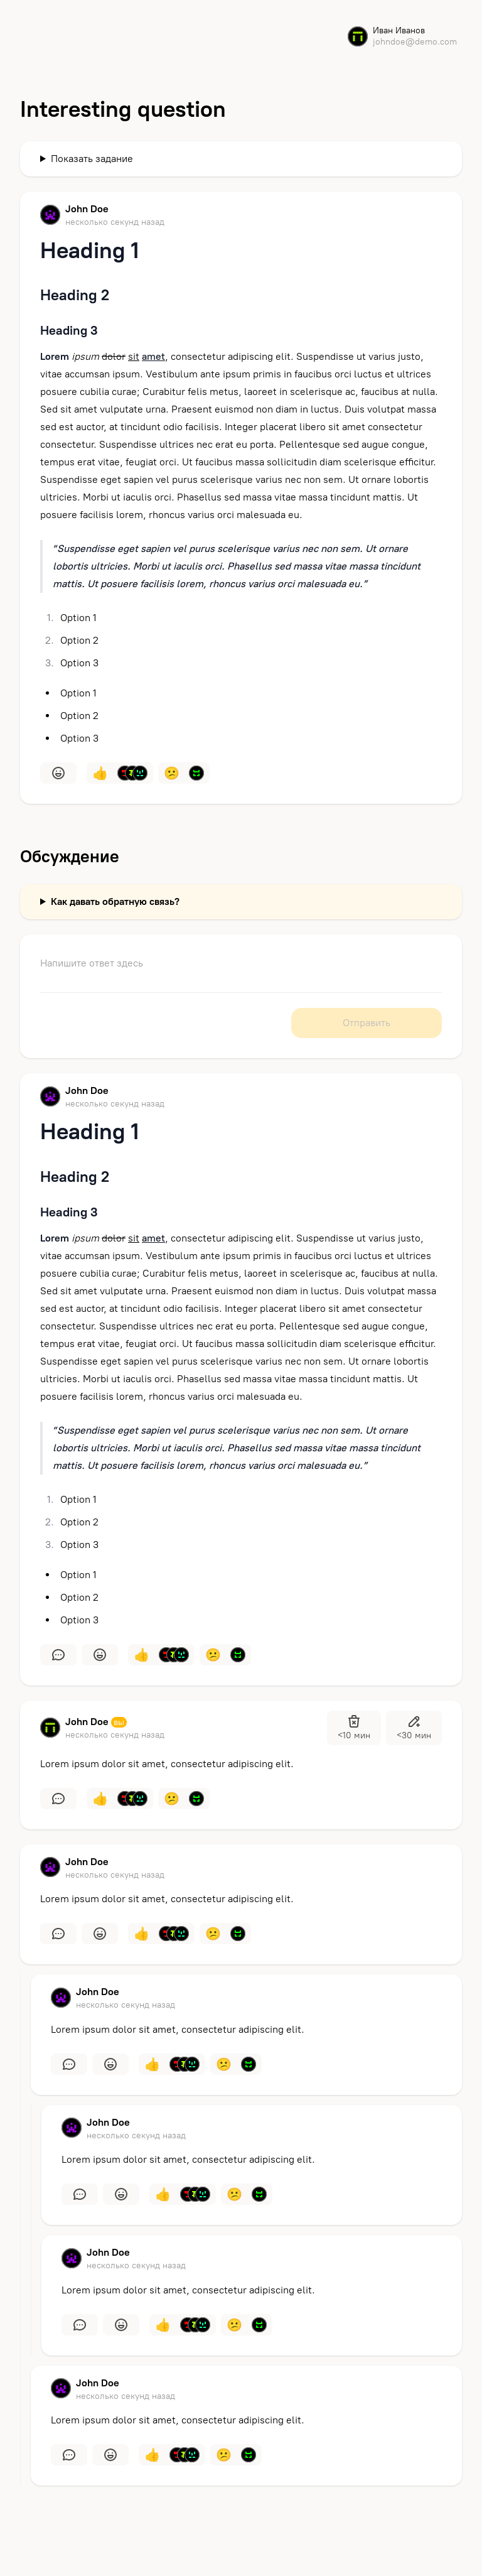 Иван Иванов
johndoe@demo.com
Interesting question
Показать задание
John Doe
несколько секунд назад
Heading 1
Heading 2
Heading 3
Lorem ipsum dolor sit amet, consectetur adipiscing elit. Suspendisse ut varius justo,
vitae accumsan ipsum. Vestibulum ante ipsum primis in faucibus orci luctus et ultrices
posuere cubilia curae; Curabitur felis metus, laoreet in scelerisque ac, faucibus at nulla.
Sed sit amet vulputate urna. Praesent euismod non diam in luctus. Duis volutpat massa
sed est auctor, at tincidunt odio facilisis. Integer placerat libero sit amet consectetur
consectetur. Suspendisse ultrices nec erat eu porta. Pellentesque sed augue congue,
tempus erat vitae, feugiat orci. Ut faucibus massa sollicitudin diam scelerisque efficitur.
Suspendisse eget sapien vel purus scelerisque varius nec non sem. Ut ornare lobortis
ultricies. Morbi ut iaculis orci. Phasellus sed massa vitae massa tincidunt mattis. Ut
posuere facilisis lorem, rhoncus varius orci malesuada eu.
“Suspendisse eget sapien vel purus scelerisque varius nec non sem. Ut ornare
lobortis ultricies. Morbi ut iaculis orci. Phasellus sed massa vitae massa tincidunt
mattis. Ut posuere facilisis lorem, rhoncus varius orci malesuada eu.”
1. Option 1
2. Option 2
3. Option 3
• Option 1
• Option 2
• Option 3
Обсуждение
Как давать обратную связь?
Напишите ответ здесь
Отправить
John Doe
несколько секунд назад
Heading 1
Heading 2
Heading 3
Lorem ipsum dolor sit amet, consectetur adipiscing elit. Suspendisse ut varius justo,
vitae accumsan ipsum. Vestibulum ante ipsum primis in faucibus orci luctus et ultrices
posuere cubilia curae; Curabitur felis metus, laoreet in scelerisque ac, faucibus at nulla.
Sed sit amet vulputate urna. Praesent euismod non diam in luctus. Duis volutpat massa
sed est auctor, at tincidunt odio facilisis. Integer placerat libero sit amet consectetur
consectetur. Suspendisse ultrices nec erat eu porta. Pellentesque sed augue congue,
tempus erat vitae, feugiat orci. Ut faucibus massa sollicitudin diam scelerisque efficitur.
Suspendisse eget sapien vel purus scelerisque varius nec non sem. Ut ornare lobortis
ultricies. Morbi ut iaculis orci. Phasellus sed massa vitae massa tincidunt mattis. Ut
posuere facilisis lorem, rhoncus varius orci malesuada eu.
“Suspendisse eget sapien vel purus scelerisque varius nec non sem. Ut ornare
lobortis ultricies. Morbi ut iaculis orci. Phasellus sed massa vitae massa tincidunt
mattis. Ut posuere facilisis lorem, rhoncus varius orci malesuada eu.”
1. Option 1
2. Option 2
3. Option 3
• Option 1
• Option 2
• Option 3
John Doe вы
несколько секунд назад
<10 мин <30 мин
Lorem ipsum dolor sit amet, consectetur adipiscing elit.
John Doe
несколько секунд назад
Lorem ipsum dolor sit amet, consectetur adipiscing elit.
John Doe
несколько секунд назад
Lorem ipsum dolor sit amet, consectetur adipiscing elit.
John Doe
несколько секунд назад
Lorem ipsum dolor sit amet, consectetur adipiscing elit.
John Doe
несколько секунд назад
Lorem ipsum dolor sit amet, consectetur adipiscing elit.
John Doe
несколько секунд назад
Lorem ipsum dolor sit amet, consectetur adipiscing elit.